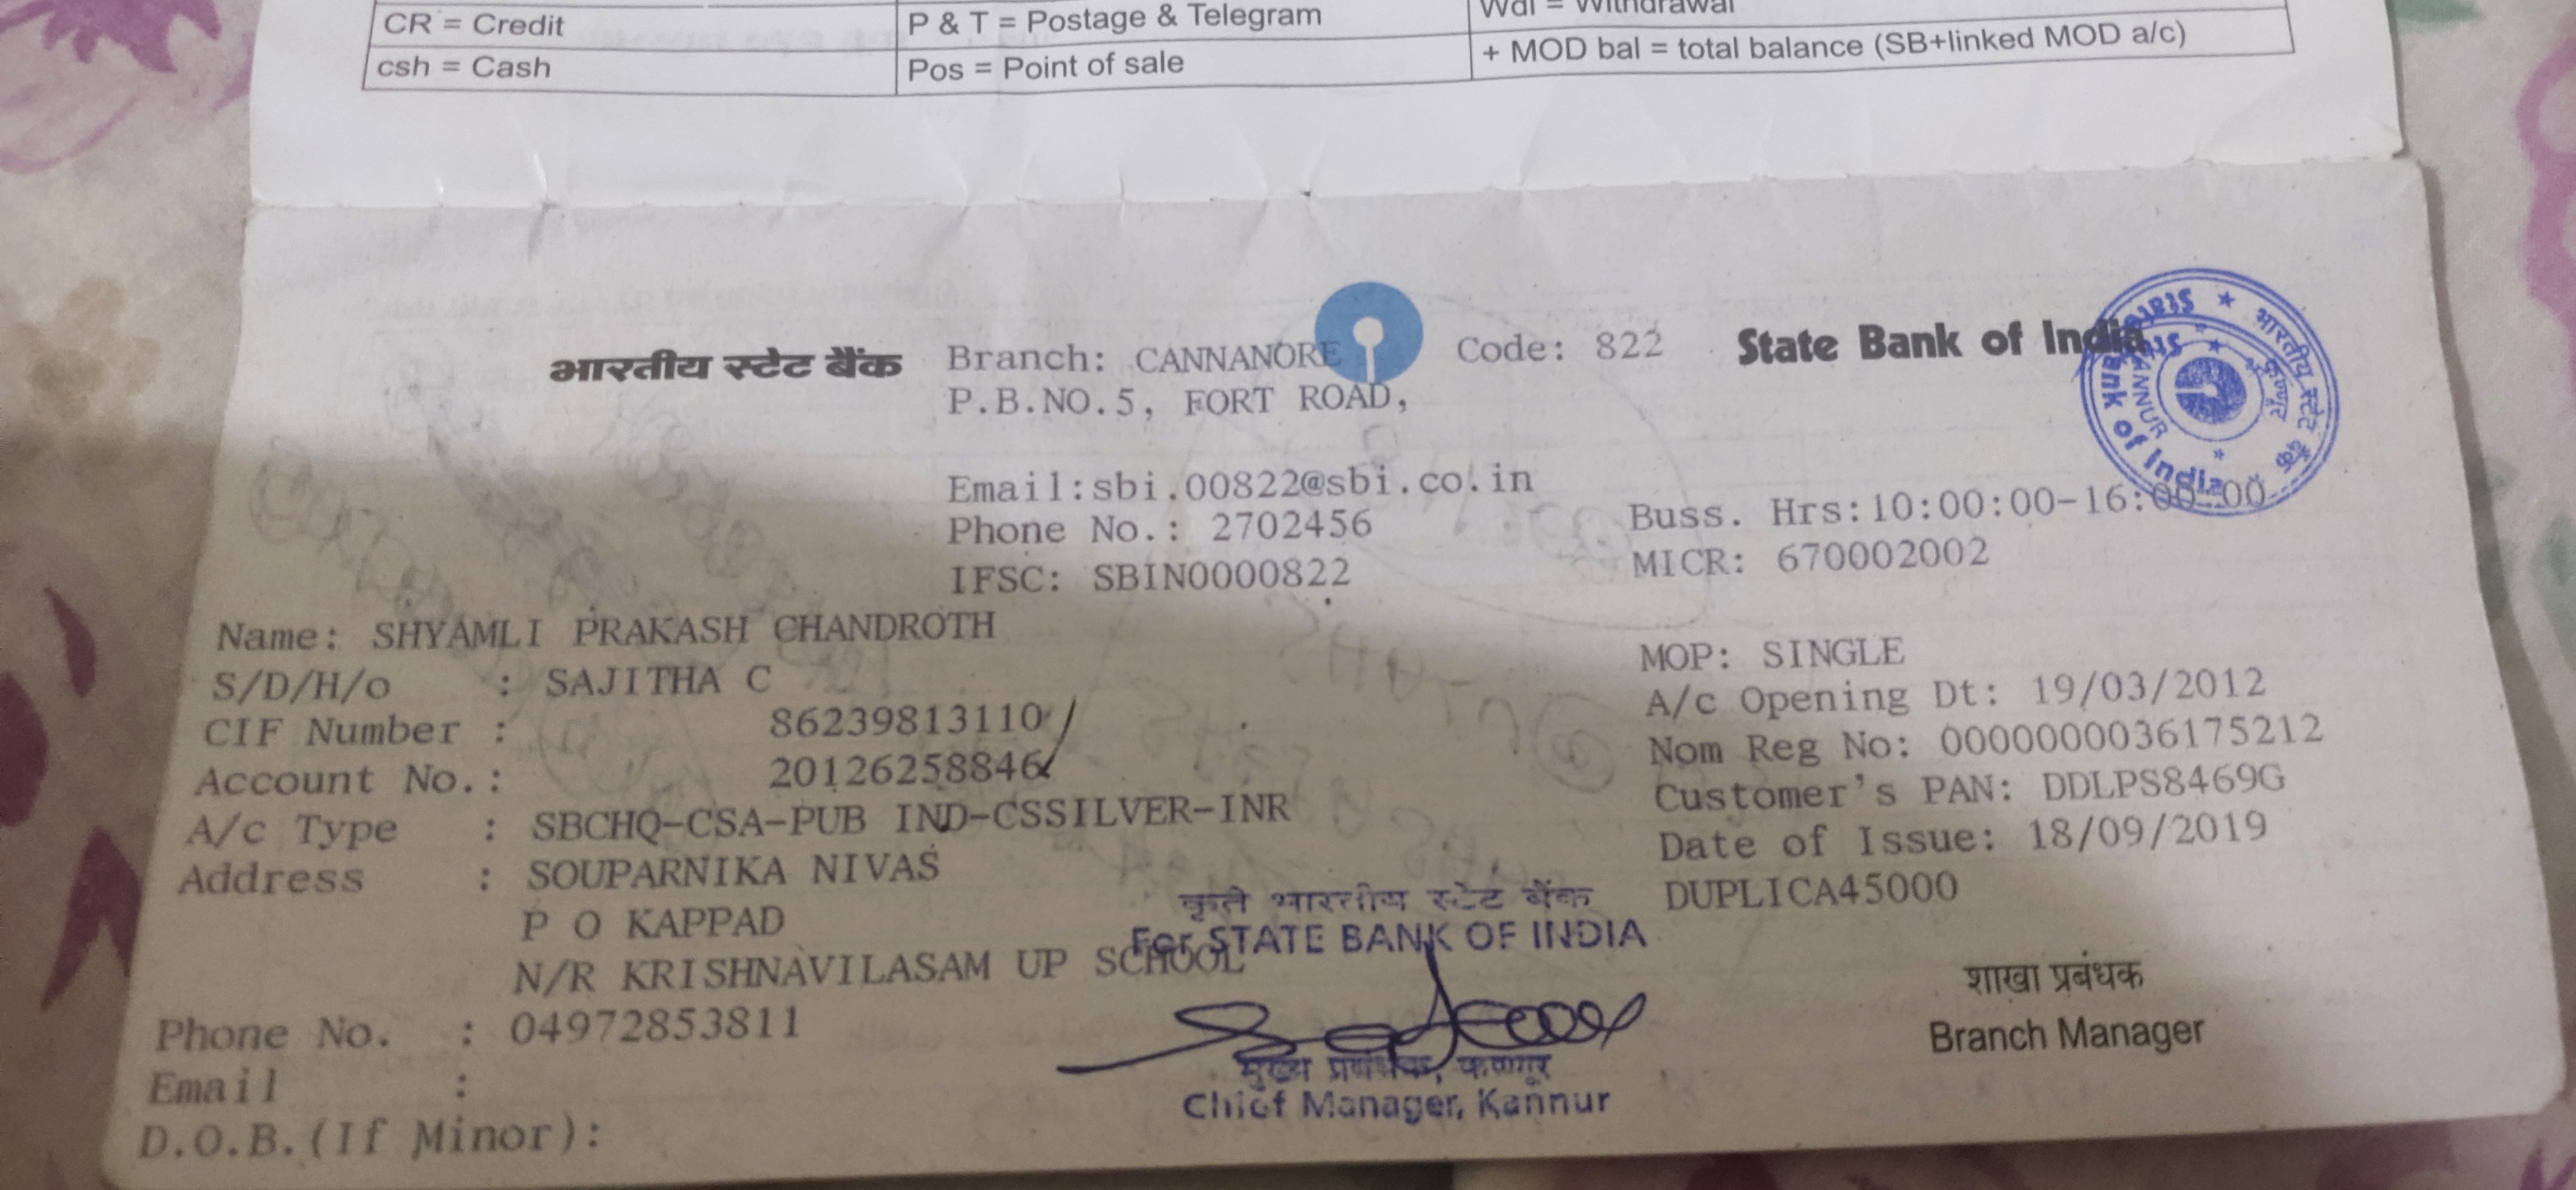 CR = Credit
P & T = Postage & Telegram
Wdl = Withdrawal
csh = Cash
Pos = Point of sale
+ MOD bal = total balance (SB+linked MOD a/c)
भारतीय स्टेट बैंक
Branch: CANNANORE
Code: 822
State Bank of India
P.B.NO.5, FORT ROAD,
State Bank of India
भारतीय स्टेट बैंक
KANNUR
कण्णूर
Email:sbi.00822@sbi.co.in
Phone No.: 2702456
Buss. Hrs:10:00:00-16:00:00
IFSC: SBIN0000822
MICR: 670002002
Name: SHYAMLI PRAKASH CHANDROTH
MOP: SINGLE
S/D/H/o : SAJITHA C
A/c Opening Dt: 19/03/2012
CIF Number : 86239813110
Nom Reg No: 0000000036175212
Account No.: 20126258846
Customer's PAN: DDLPS8469G
A/c Type : SBCHQ-CSA-PUB IND-CSSILVER-INR
Date of Issue: 18/09/2019
Address : SOUPARNIKA NIVAS
DUPLICA45000
P O KAPPAD
N/R KRISHNAVILASAM UP SCHOOL
कृते भारतीय स्टेट बैंक
For STATE BANK OF INDIA
Phone No. : 04972853811
शाखा प्रबंधक
Branch Manager
Email :
मुख्य प्रबंधक, कण्णूर
Chief Manager, Kannur
D.O.B.(If Minor):